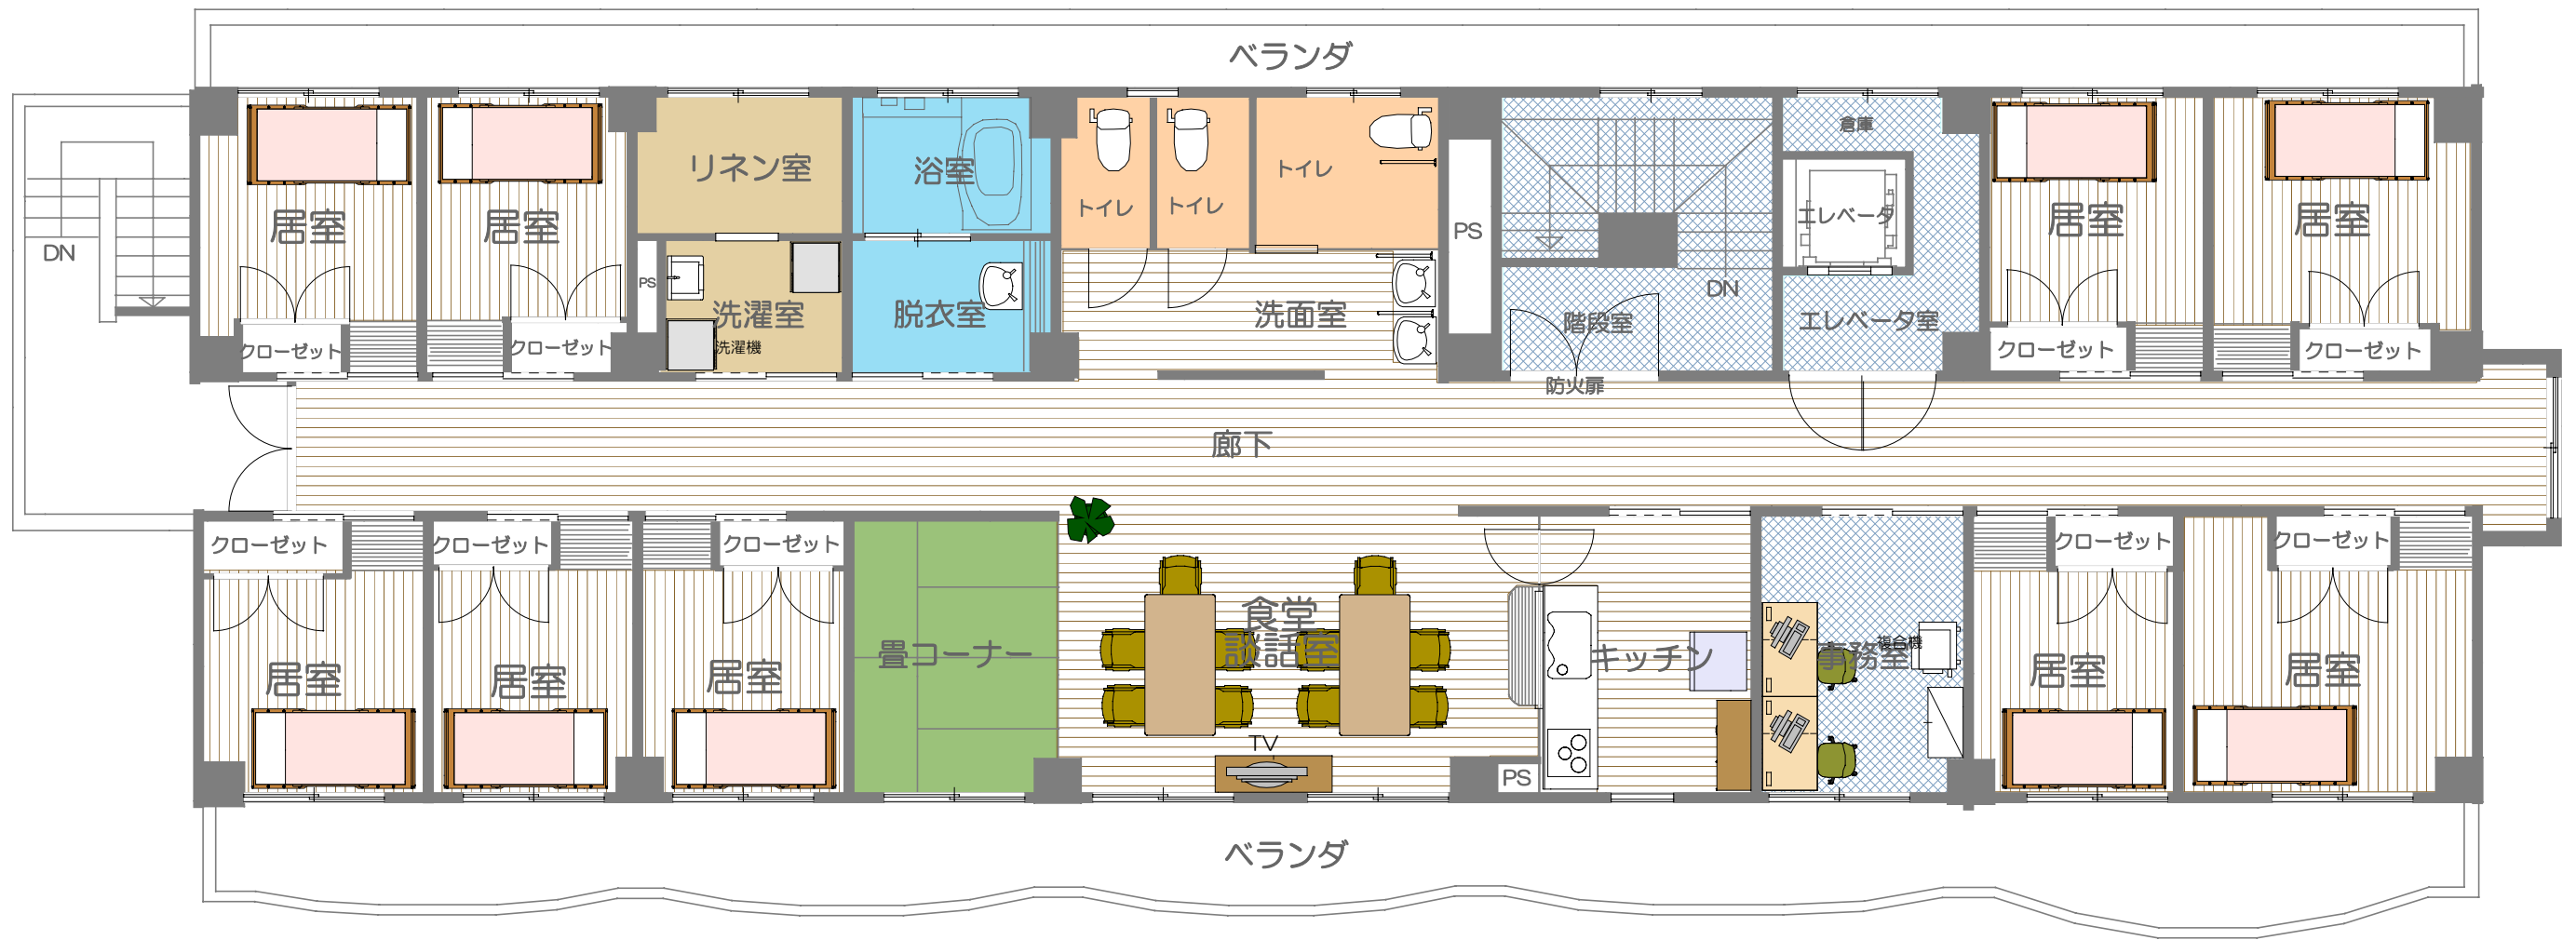 ベランダ
倉庫
リネン室
浴室
トイレ
トイレ
トイレ
エレベータ
居室
居室
居室
居室
PS
DN
PS
DN
洗濯室
脱衣室
洗面室
階段室
エレベータ室
洗濯機
クローゼット
クローゼット
クローゼット
クローゼット
防火扉
廊下
クローゼット
クローゼット
クローゼット
クローゼット
クローゼット
食堂
談話室
畳コーナー
キッチン
事務室
複合機
居室
居室
居室
居室
居室
TV
PS
ベランダ